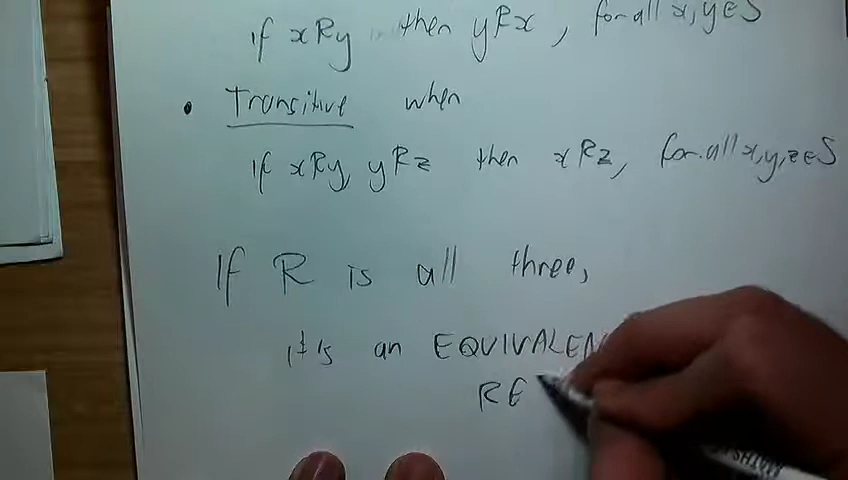 if xRy then yRx, for all x,y∈S
• Transitive when
if xRy, yRz then xRz, for all x,y,z∈S
If R is all three,
it is an EQUIVALEN
RE